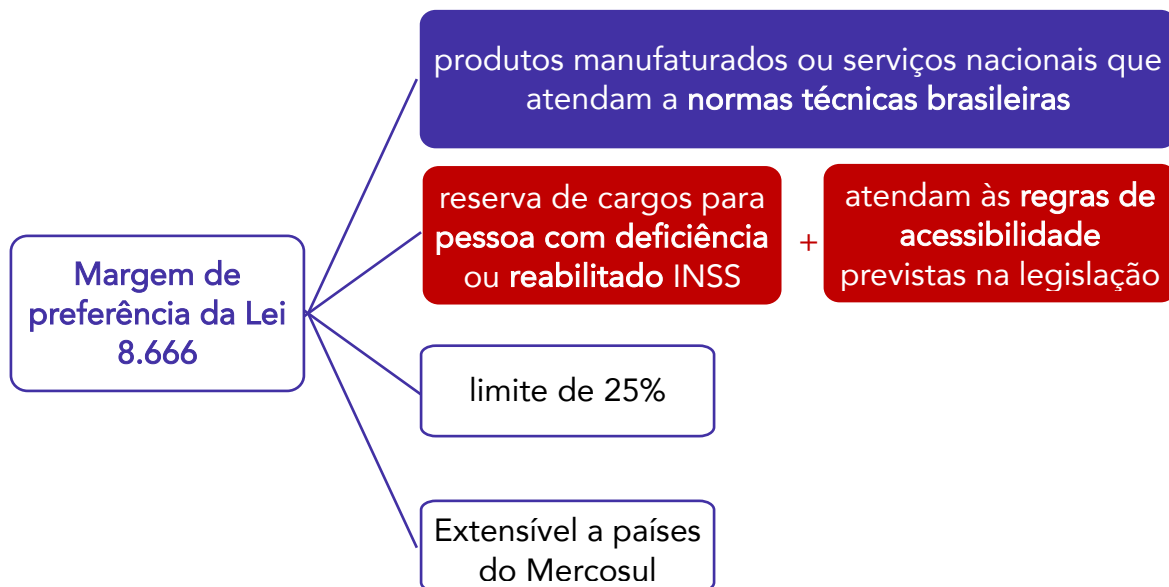 produtos manufaturados ou serviços nacionais que
atendam a normas técnicas brasileiras
reserva de cargos para
pessoa com deficiência
ou reabilitado INSS
+
atendam às regras de
acessibilidade
previstas na legislação
Margem de
preferência da Lei
8.666
limite de 25%
Extensível a países
do Mercosul